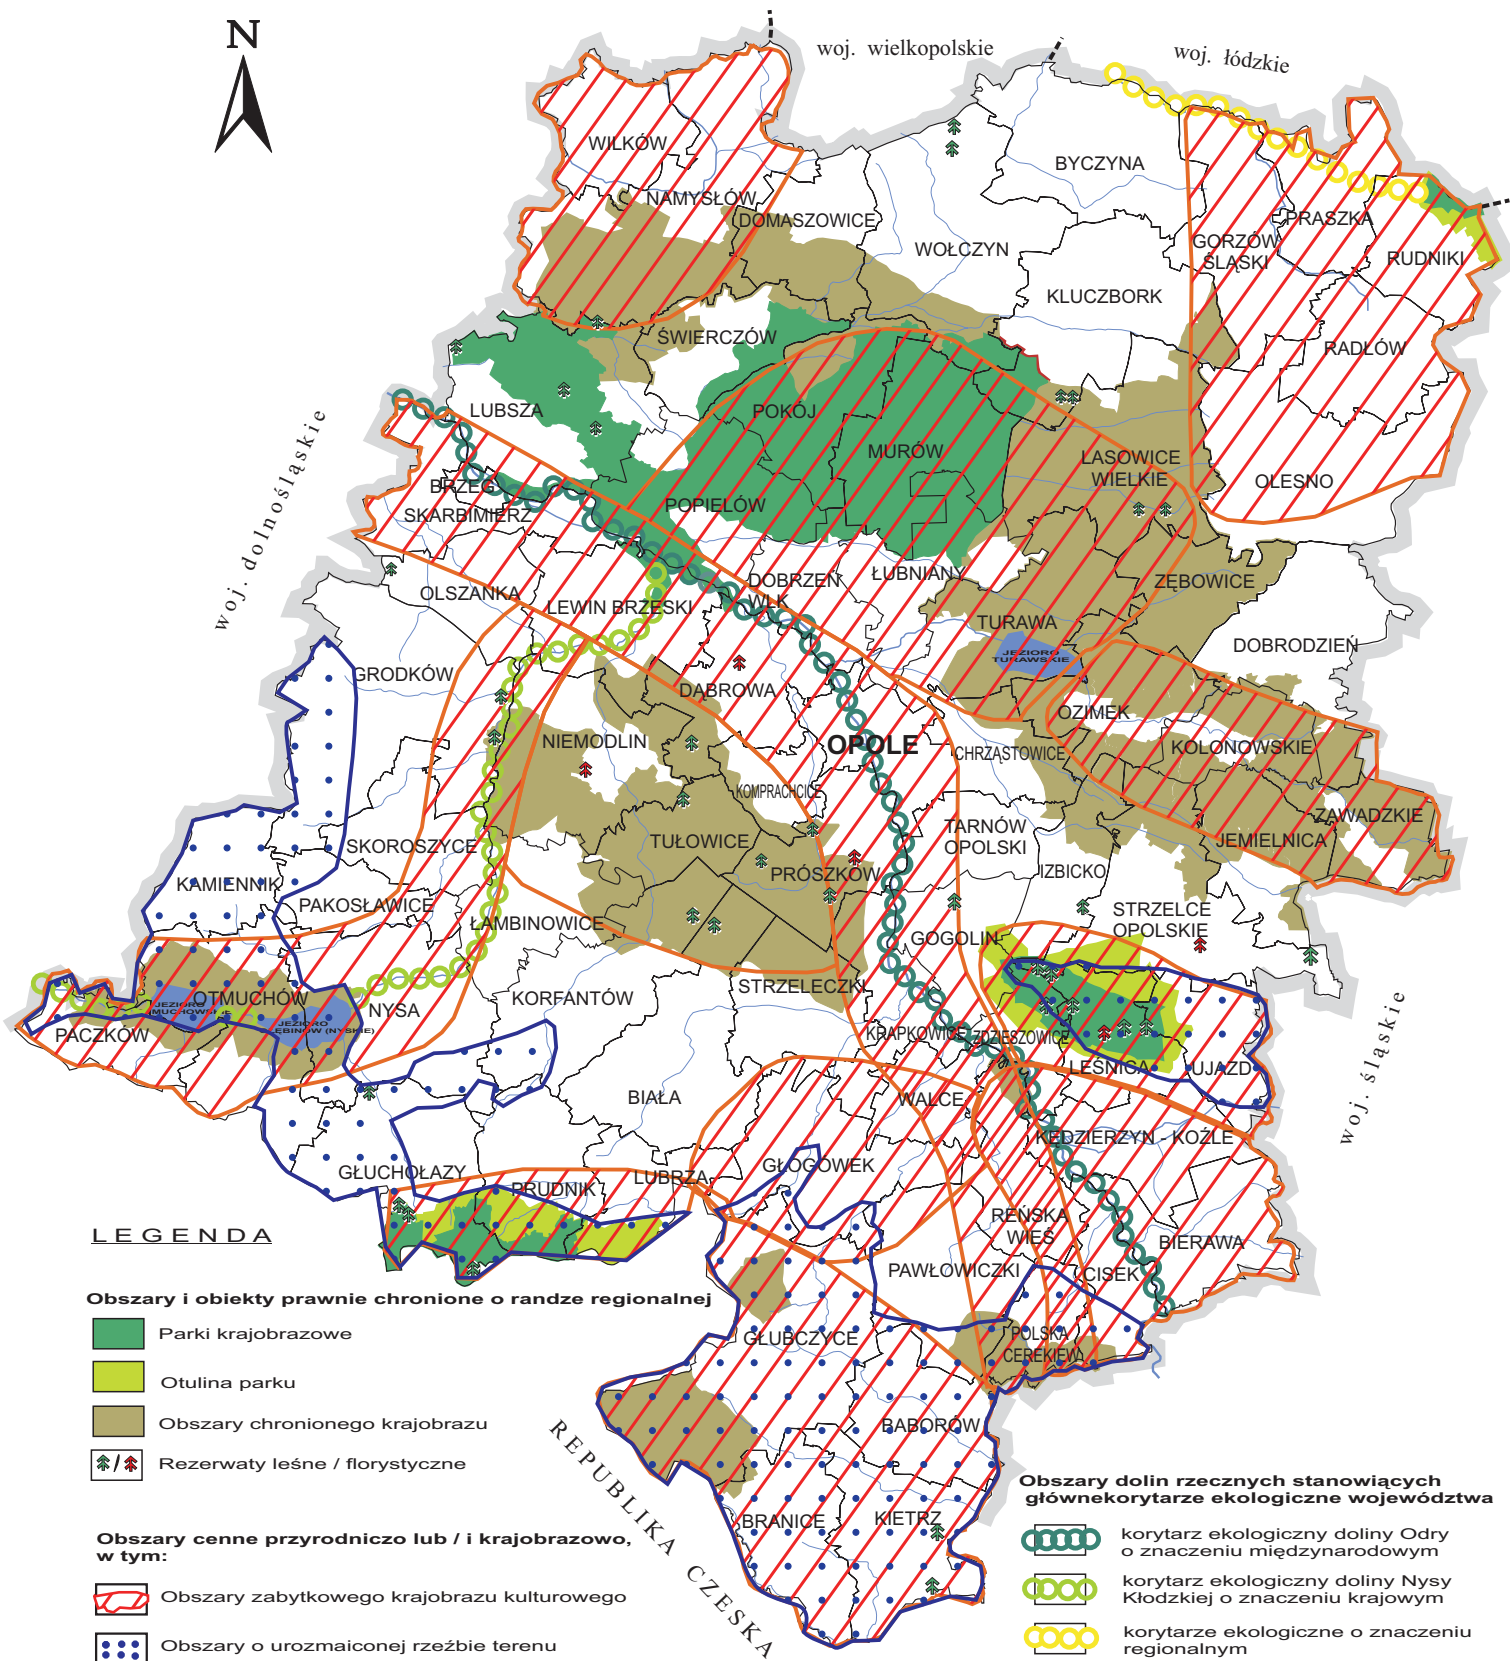 N
woj. wielkopolskie
woj. łódzkie
WILKÓW
BYCZYNA
NAMYSŁÓW
DOMASZOWICE
PRASZKA
WOŁCZYN
GORZÓW
ŚLĄSKI
RUDNIKI
KLUCZBORK
ŚWIERCZÓW
RADŁÓW
LUBSZA
POKÓJ
MURÓW
LASOWICE
WIELKIE
OLESNO
BRZEG
SKARBIMIERZ
POPIELÓW
woj. dolnośląskie
OLSZANKA
LEWIN BRZESKI
DOBRZEŃ
WLK
ŁUBNIANY
ZĘBOWICE
TURAWA
DOBRODZIEŃ
JEZIORO
TURAWSKIE
GRODKÓW
DĄBROWA
OZIMEK
NIEMODLIN
OPOLE
CHRZĄSTOWICE
KOLONOWSKIE
KOMPRACHCICE
ZAWADZKIE
SKOROSZYCE
TUŁOWICE
TARNÓW
OPOLSKI
JEMIELNICA
KAMIENNIK
PRÓSZKÓW
IZBICKO
PAKOSŁAWICE
ŁAMBINOWICE
STRZELCE
OPOLSKIE
GOGOLIN
OTMUCHÓW
JEZIORO
MUCHOWSKIE
NYSA
KORFANTÓW
STRZELECZKI
JEZIORO
ĘBINÓW (NYSKIE)
PACZKÓW
KRAPKOWICE
ZDZIESZOWICE
LEŚNICA
UJAZD
woj. śląskie
BIAŁA
WALCE
KĘDZIERZYN - KOŹLE
GŁUCHOŁAZY
PRUDNIK
LUBRZA
GŁOGÓWEK
REŃSKA
WIEŚ
BIERAWA
PAWŁOWICZKI
CISEK
GŁUBCZYCE
POLSKA
CEREKIEW
BABORÓW
BRANICE
KIETRZ
REPUBLIKA CZESKA
LEGENDA
Obszary i obiekty prawnie chronione o randze regionalnej
Parki krajobrazowe
Otulina parku
Obszary chronionego krajobrazu
/
Rezerwaty leśne / florystyczne
Obszary cenne przyrodniczo lub / i krajobrazowo,
w tym:
Obszary zabytkowego krajobrazu kulturowego
Obszary o urozmaiconej rzeźbie terenu
Obszary dolin rzecznych stanowiących
głównekorytarze ekologiczne województwa
korytarz ekologiczny doliny Odry
o znaczeniu międzynarodowym
korytarz ekologiczny doliny Nysy
Kłodzkiej o znaczeniu krajowym
korytarze ekologiczne o znaczeniu
regionalnym